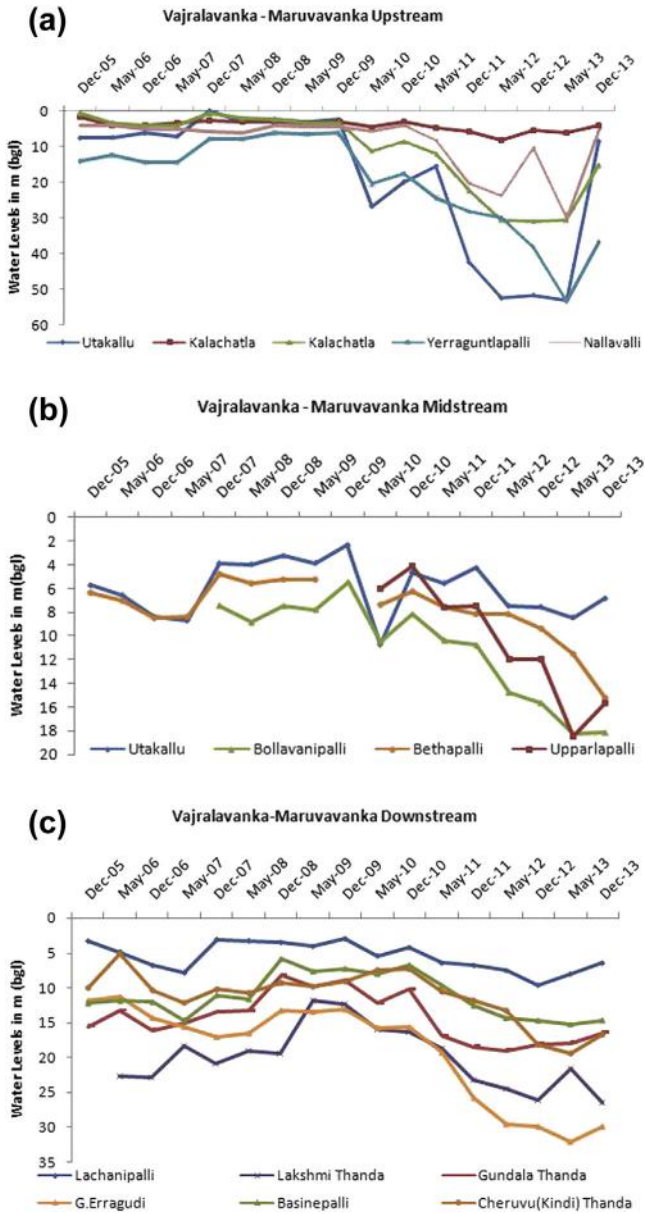 (a)
Vajralavanka - Maruvavanka Upstream
Dec-05 May-06 Dec-06 May-07 Dec-07 May-08 Dec-08 May-09 Dec-09 May-10 Dec-10 May-11 Dec-11 May-12 Dec-12 May-13 Dec-13
Water Levels in m (bgl)
0
10
20
30
40
50
60
Utakallu Kalachatla Kalachatla Yerraguntlapalli Nallavalli
(b)
Vajralavanka - Maruvavanka Midstream
Dec-05 May-06 Dec-06 May-07 Dec-07 May-08 Dec-08 May-09 Dec-09 May-10 Dec-10 May-11 Dec-11 May-12 Dec-12 May-13 Dec-13
Water Levels in m(bgl)
0
2
4
6
8
10
12
14
16
18
20
Utakallu Bollavanipalli Bethapalli Upparlapalli
(c)
Vajralavanka-Maruvavanka Downstream
Dec-05 May-06 Dec-06 May-07 Dec-07 May-08 Dec-08 May-09 Dec-09 May-10 Dec-10 May-11 Dec-11 May-12 Dec-12 May-13 Dec-13
Water Levels in m (bgl)
0
5
10
15
20
25
30
35
Lachanipalli Lakshmi Thanda Gundala Thanda
G.Erragudi Basinepalli Cheruvu(Kindi) Thanda